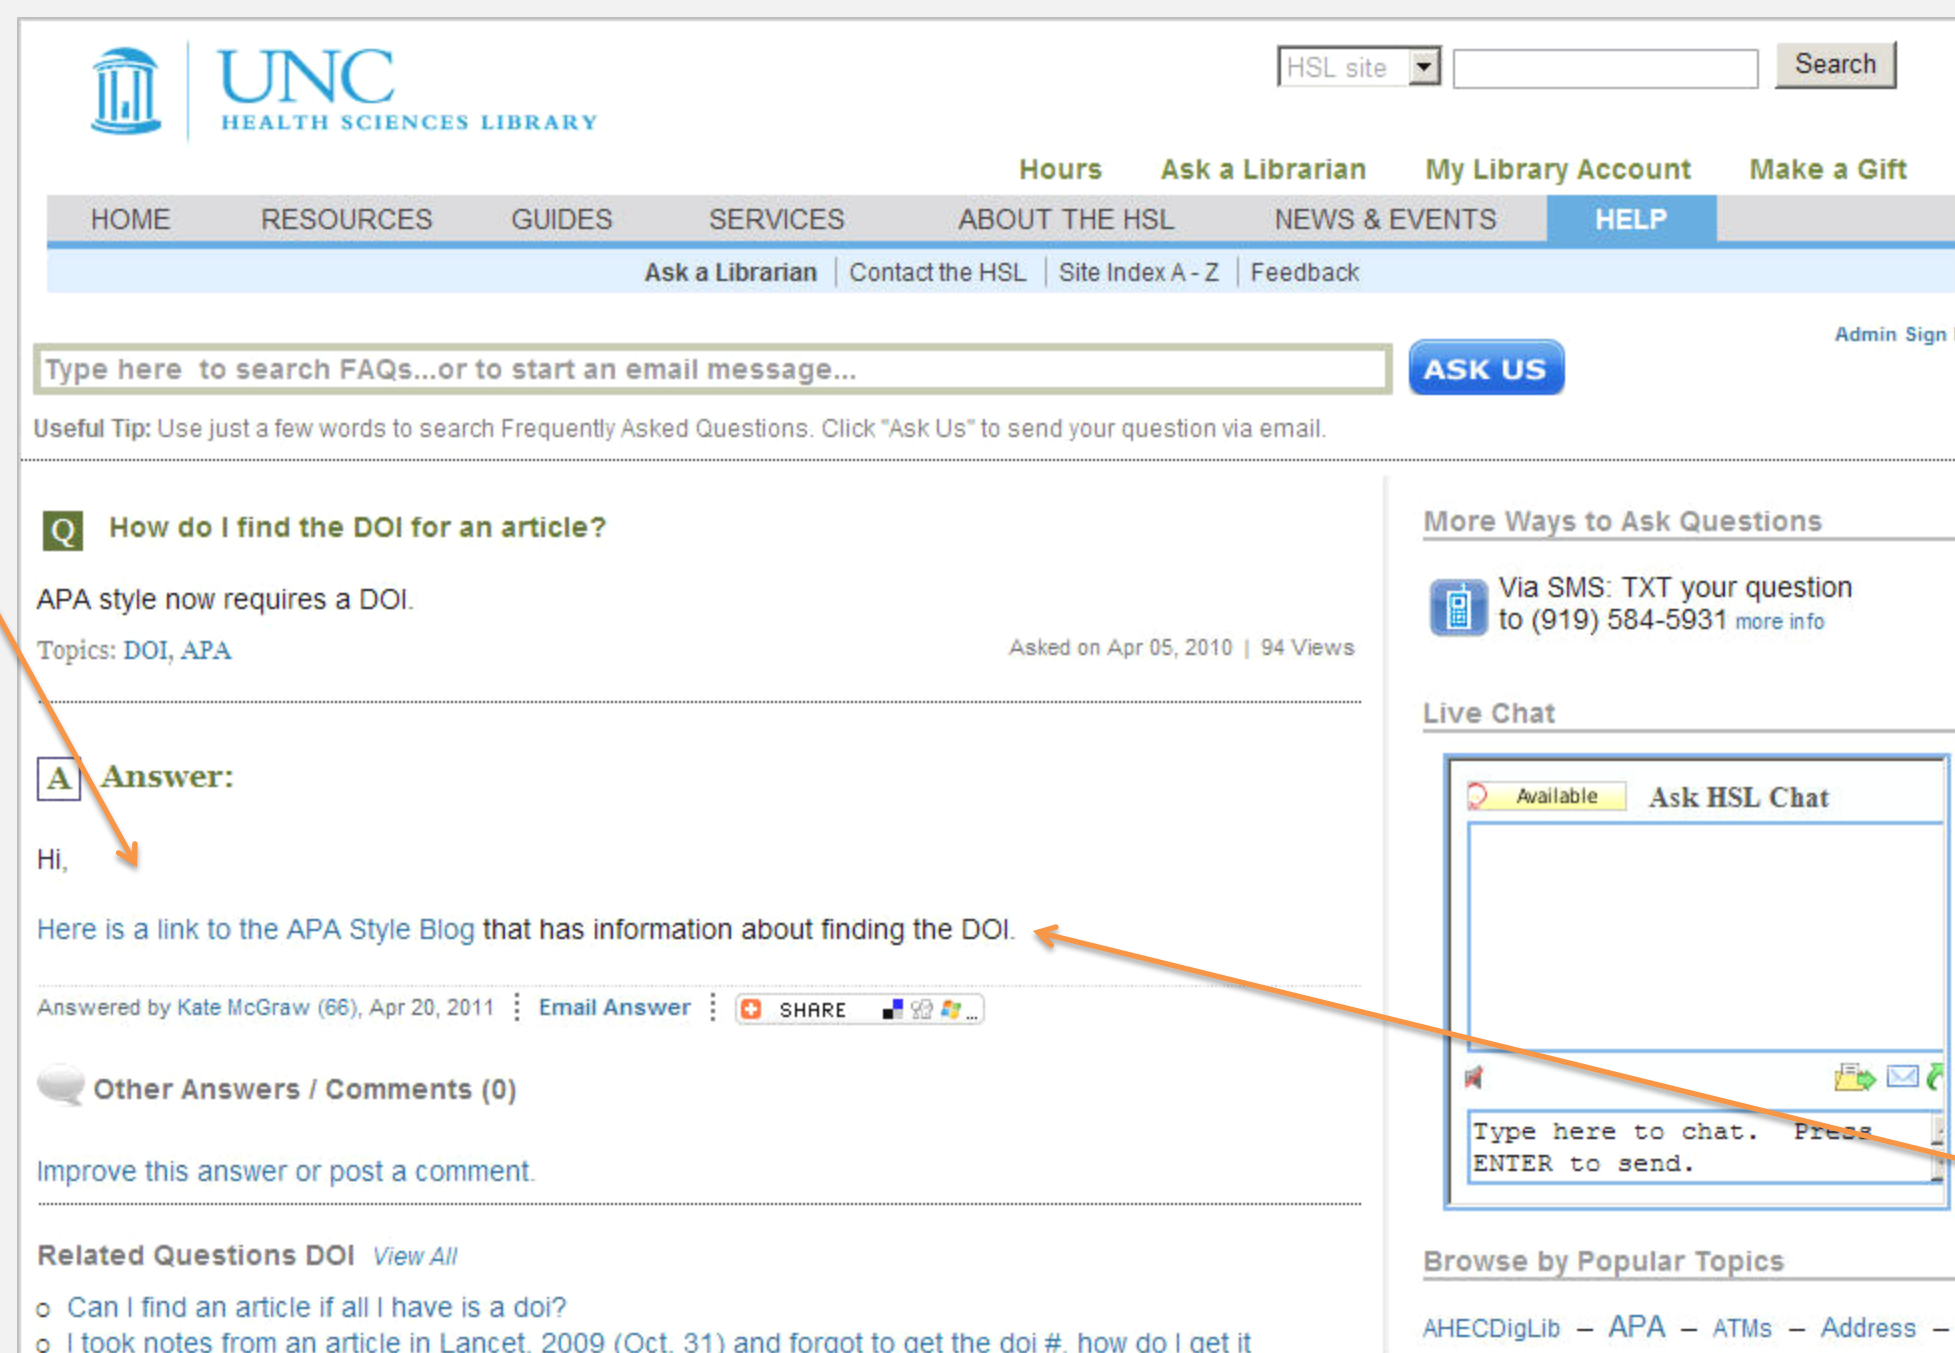 UNC
HEALTH SCIENCES LIBRARY
HSL site
Search
Hours Ask a Librarian My Library Account Make a Gift
HOME RESOURCES GUIDES SERVICES ABOUT THE HSL NEWS & EVENTS HELP
Ask a Librarian Contact the HSL Site Index A - Z Feedback
Admin Sign
Type here to search FAQs...or to start an email message...
ASK US
Useful Tip: Use just a few words to search Frequently Asked Questions. Click "Ask Us" to send your question via email.
Q How do I find the DOI for an article?
APA style now requires a DOI.
Topics: DOI, APA
Asked on Apr 05, 2010 | 94 Views
A Answer:
Hi,
Here is a link to the APA Style Blog that has information about finding the DOI.
Answered by Kate McGraw (66), Apr 20, 2011 Email Answer SHARE ...
Other Answers / Comments (0)
Improve this answer or post a comment.
Related Questions DOI View All
o Can I find an article if all I have is a doi?
o I took notes from an article in Lancet, 2009 (Oct. 31) and forgot to get the doi #, how do I get it
More Ways to Ask Questions
Via SMS: TXT your question
to (919) 584-5931 more info
Live Chat
Available Ask HSL Chat
Type here to chat. Press
ENTER to send.
Browse by Popular Topics
AHECDigLib – APA – ATMs – Address –